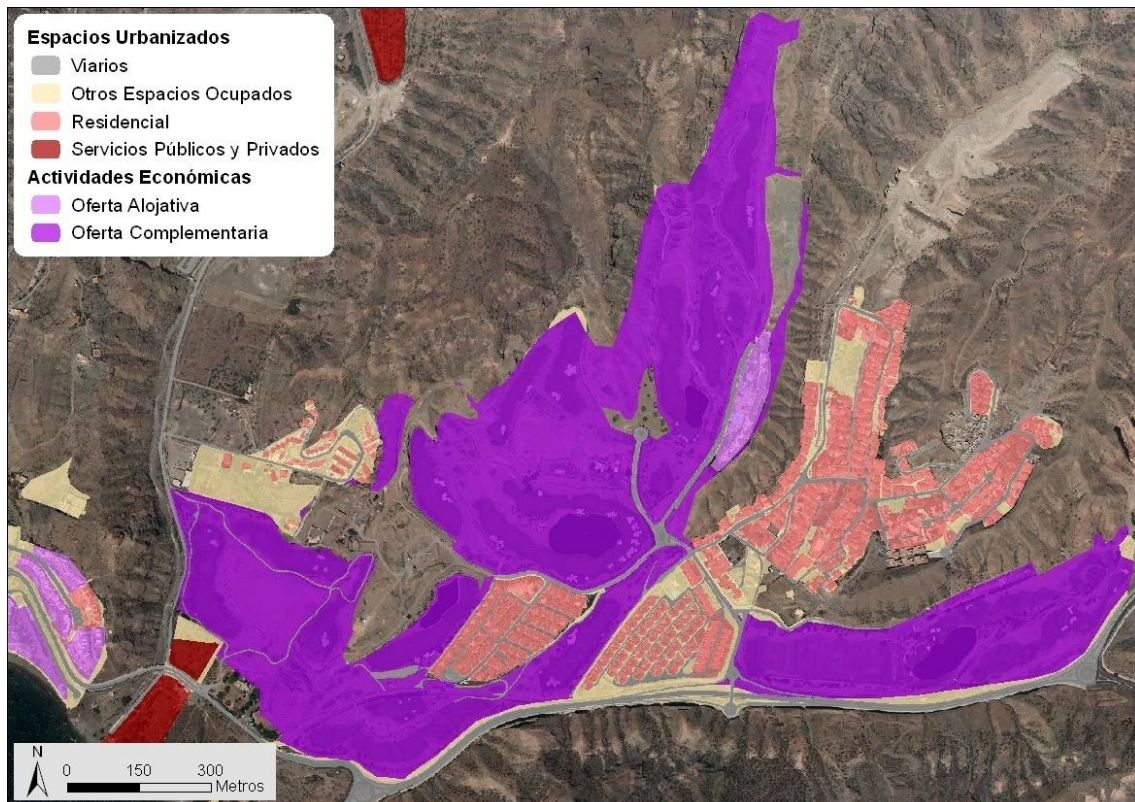 Espacios Urbanizados
Viarios
Otros Espacios Ocupados
Residencial
Servicios Públicos y Privados
Actividades Económicas
Oferta Alojativa
Oferta Complementaria
N
0 150 300
Metros